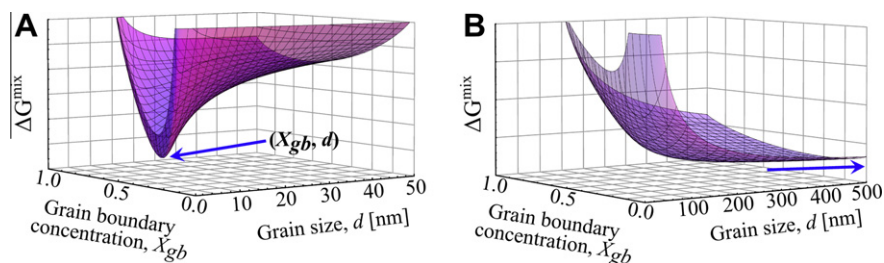 A
ΔG^mix
(X_gb, d)
1.0
0.5
0.0
10
20
30
40
50
Grain boundary
concentration, X_gb
Grain size, d [nm]
B
ΔG^mix
1.0
0.5
0.0
100
200
300
400
500
Grain boundary
concentration, X_gb
Grain size, d [nm]